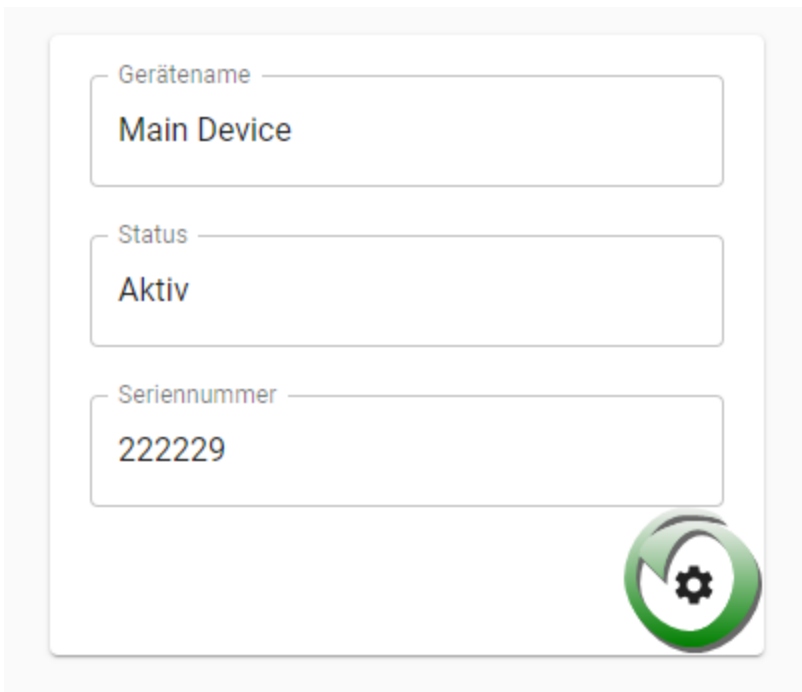 Gerätename
Main Device
Status
Aktiv
Seriennummer
222229